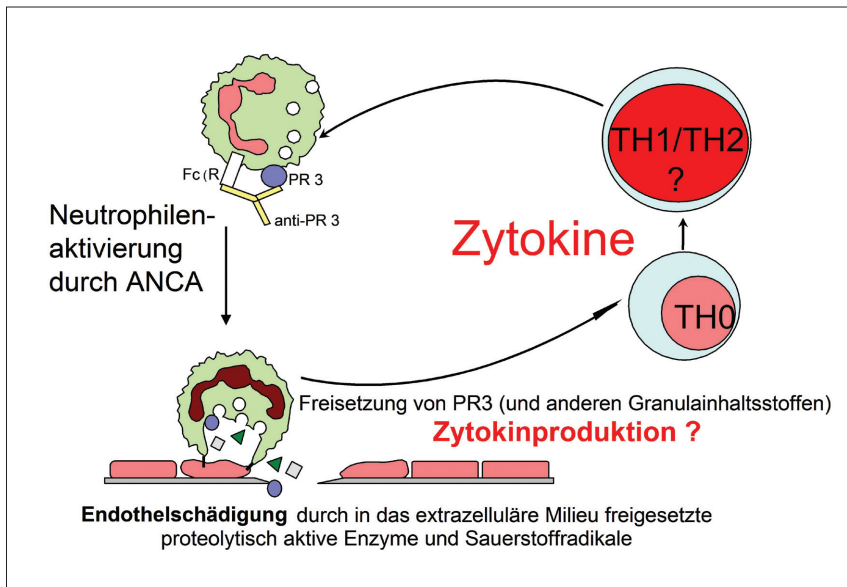 Fc(R
PR 3
anti-PR 3
Neutrophilen-
aktivierung
durch ANCA
TH1/TH2
?
Zytokine
TH0
Freisetzung von PR3 (und anderen Granulainhaltsstoffen)
Zytokinproduktion ?
Endothelschädigung durch in das extrazelluläre Milieu freigesetzte
proteolytisch aktive Enzyme und Sauerstoffradikale